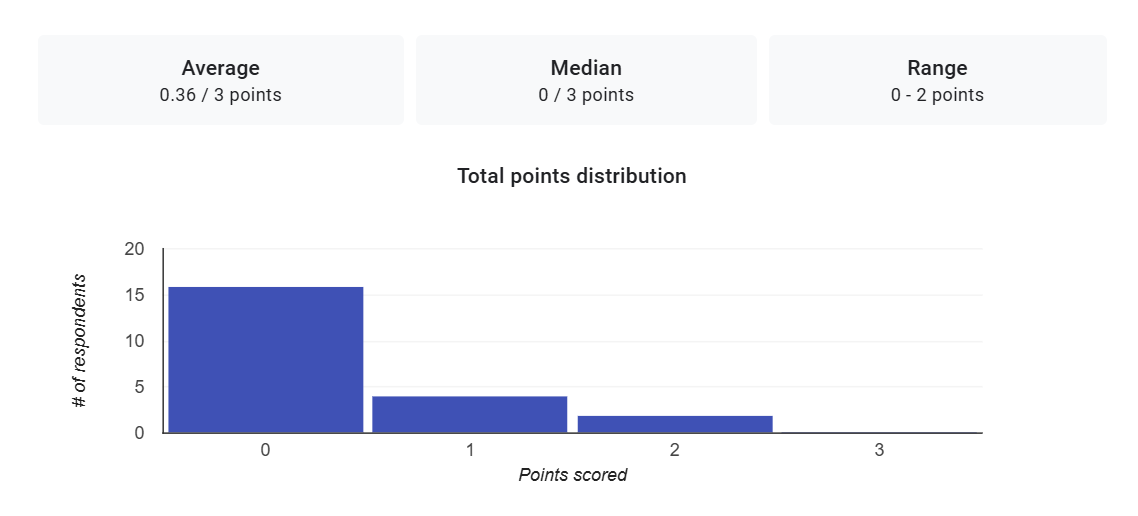 Average
0.36 / 3 points
Median
0 / 3 points
Range
0 - 2 points
Total points distribution
# of respondents
20
15
10
5
0
0 1 2 3
Points scored